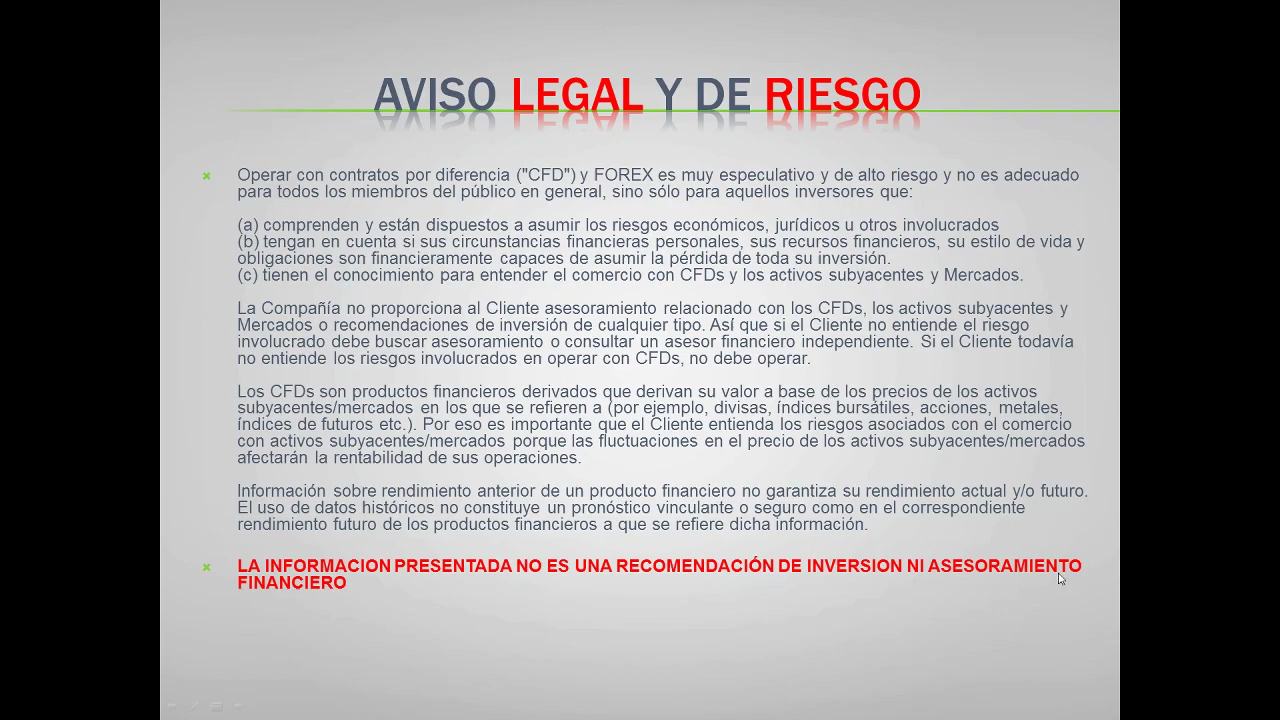 AVISO LEGAL Y DE RIESGO
Operar con contratos por diferencia ("CFD") y FOREX es muy especulativo y de alto riesgo y no es adecuado
para todos los miembros del público en general, sino sólo para aquellos inversores que:
(a) comprenden y están dispuestos a asumir los riesgos económicos, jurídicos u otros involucrados
(b) tengan en cuenta si sus circunstancias financieras personales, sus recursos financieros, su estilo de vida y
obligaciones son financieramente capaces de asumir la pérdida de toda su inversión.
(c) tienen el conocimiento para entender el comercio con CFDs y los activos subyacentes y Mercados.
La Compañía no proporciona al Cliente asesoramiento relacionado con los CFDs, los activos subyacentes y
Mercados o recomendaciones de inversión de cualquier tipo. Así que si el Cliente no entiende el riesgo
involucrado debe buscar asesoramiento o consultar un asesor financiero independiente. Si el Cliente todavía
no entiende los riesgos involucrados en operar con CFDs, no debe operar.
Los CFDs son productos financieros derivados que derivan su valor a base de los precios de los activos
subyacentes/mercados en los que se refieren a (por ejemplo, divisas, índices bursátiles, acciones, metales,
índices de futuros etc.). Por eso es importante que el Cliente entienda los riesgos asociados con el comercio
con activos subyacentes/mercados porque las fluctuaciones en el precio de los activos subyacentes/mercados
afectarán la rentabilidad de sus operaciones.
Información sobre rendimiento anterior de un producto financiero no garantiza su rendimiento actual y/o futuro.
El uso de datos históricos no constituye un pronóstico vinculante o seguro como en el correspondiente
rendimiento futuro de los productos financieros a que se refiere dicha información.
LA INFORMACION PRESENTADA NO ES UNA RECOMENDACIÓN DE INVERSION NI ASESORAMIENTO
FINANCIERO